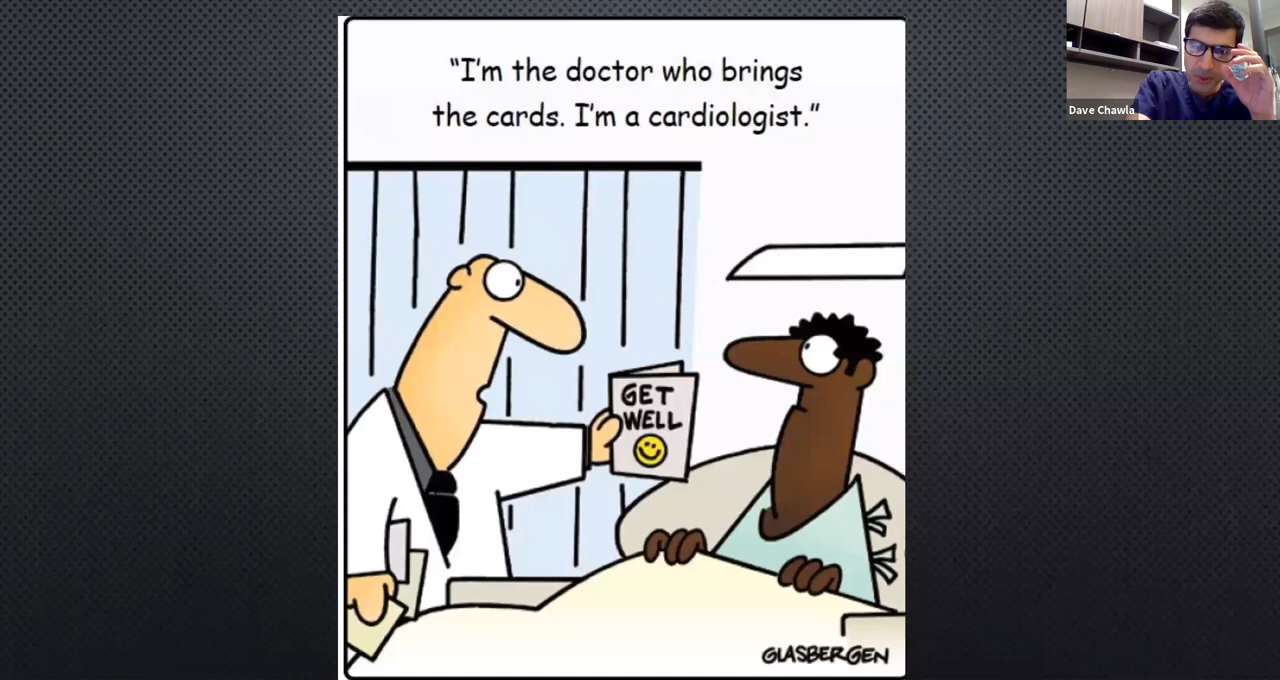 “I’m the doctor who brings
the cards. I’m a cardiologist.”
Dave Chawla
GET
WELL
GLASBERGEN